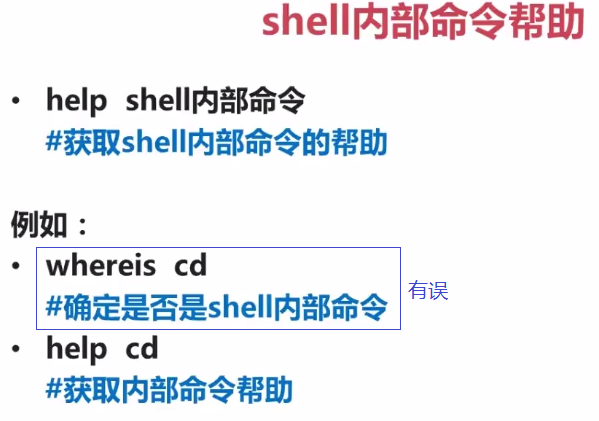 shell内部命令帮助
• help shell内部命令
#获取shell内部命令的帮助
例如：
• whereis cd
#确定是否是shell内部命令
有误
• help cd
#获取内部命令帮助